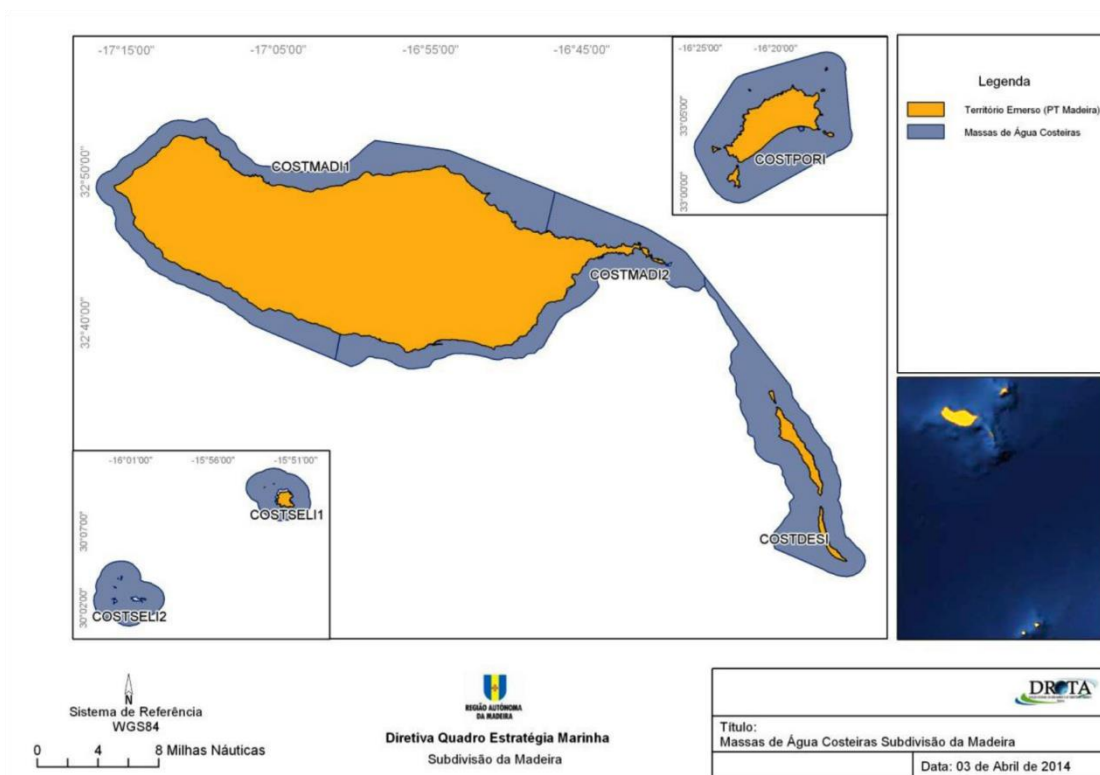 -17°15'00"
-17°05'00"
-16°55'00"
-16°45'00"
32°50'00"
32°40'00"
COSTMADI1
COSTMADI2
COSTDESI
-16°25'00"
-16°20'00"
33°05'00"
33°00'00"
COSTPORI
-16°01'00"
-15°56'00"
-15°51'00"
30°07'00"
30°02'00"
COSTSELI1
COSTSELI2
Legenda
Território Emerso (PT Madeira)
Massas de Água Costeiras
N
Sistema de Referência
WGS84
0 4 8 Milhas Náuticas
REGIÃO AUTÓNOMA
DA MADEIRA
Diretiva Quadro Estratégia Marinha
Subdivisão da Madeira
DROTA
Título:
Massas de Água Costeiras Subdivisão da Madeira
Data: 03 de Abril de 2014